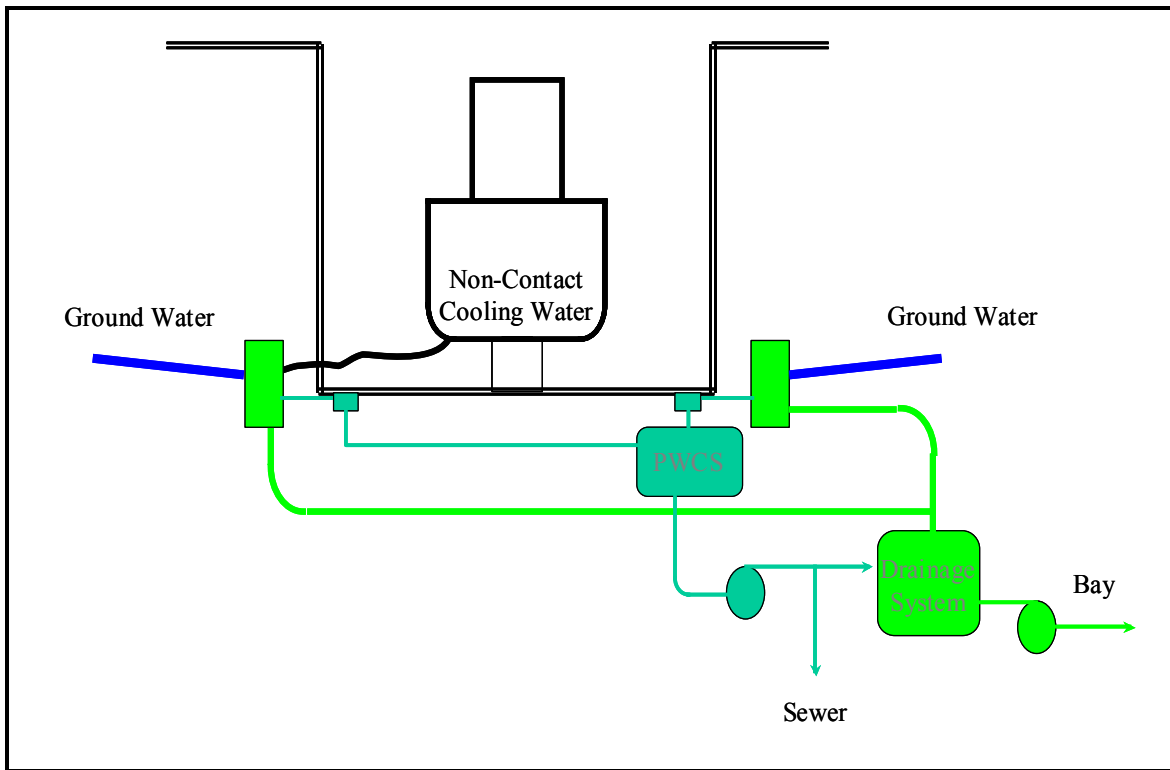 Non-Contact
Cooling Water
Ground Water
Ground Water
PWCS
Drainage
System
Bay
Sewer